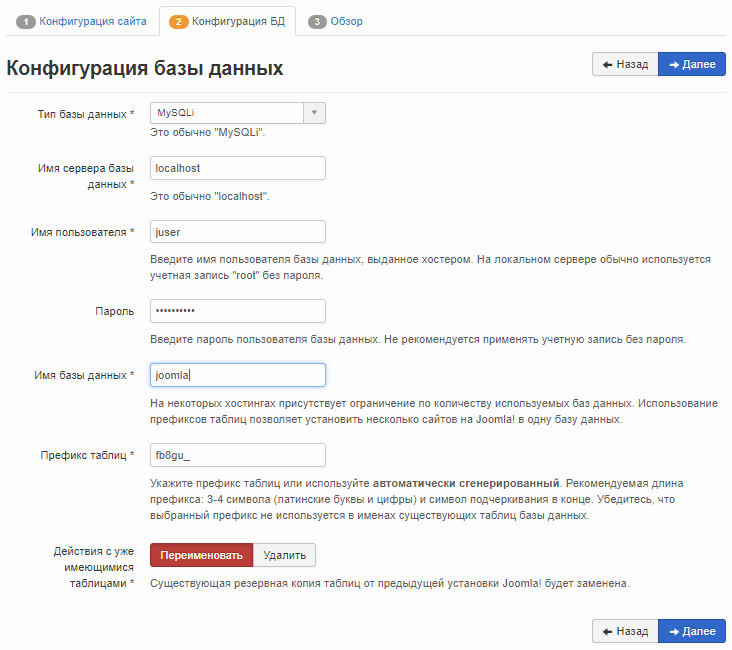 1 Конфигурация сайта 2 Конфигурация БД 3 Обзор
Конфигурация базы данных
Назад Далее
Тип базы данных *
MySQLi
Это обычно "MySQLi".
Имя сервера базы
данных *
localhost
Это обычно "localhost".
Имя пользователя *
juser
Введите имя пользователя базы данных, выданное хостером. На локальном сервере обычно используется
учетная запись "root" без пароля.
Пароль
••••••••••
Введите пароль пользователя базы данных. Не рекомендуется применять учетную запись без пароля.
Имя базы данных *
joomla
На некоторых хостингах присутствует ограничение по количеству используемых баз данных. Использование
префиксов таблиц позволяет установить несколько сайтов на Joomla! в одну базу данных.
Префикс таблиц *
fb8gu_
Укажите префикс таблиц или используйте автоматически сгенерированный. Рекомендуемая длина
префикса: 3-4 символа (латинские буквы и цифры) и символ подчеркивания в конце. Убедитесь, что
выбранный префикс не используется в именах существующих таблиц базы данных.
Действия с уже
имеющимися
таблицами *
Переименовать Удалить
Существующая резервная копия таблиц от предыдущей установки Joomla! будет заменена.
Назад Далее